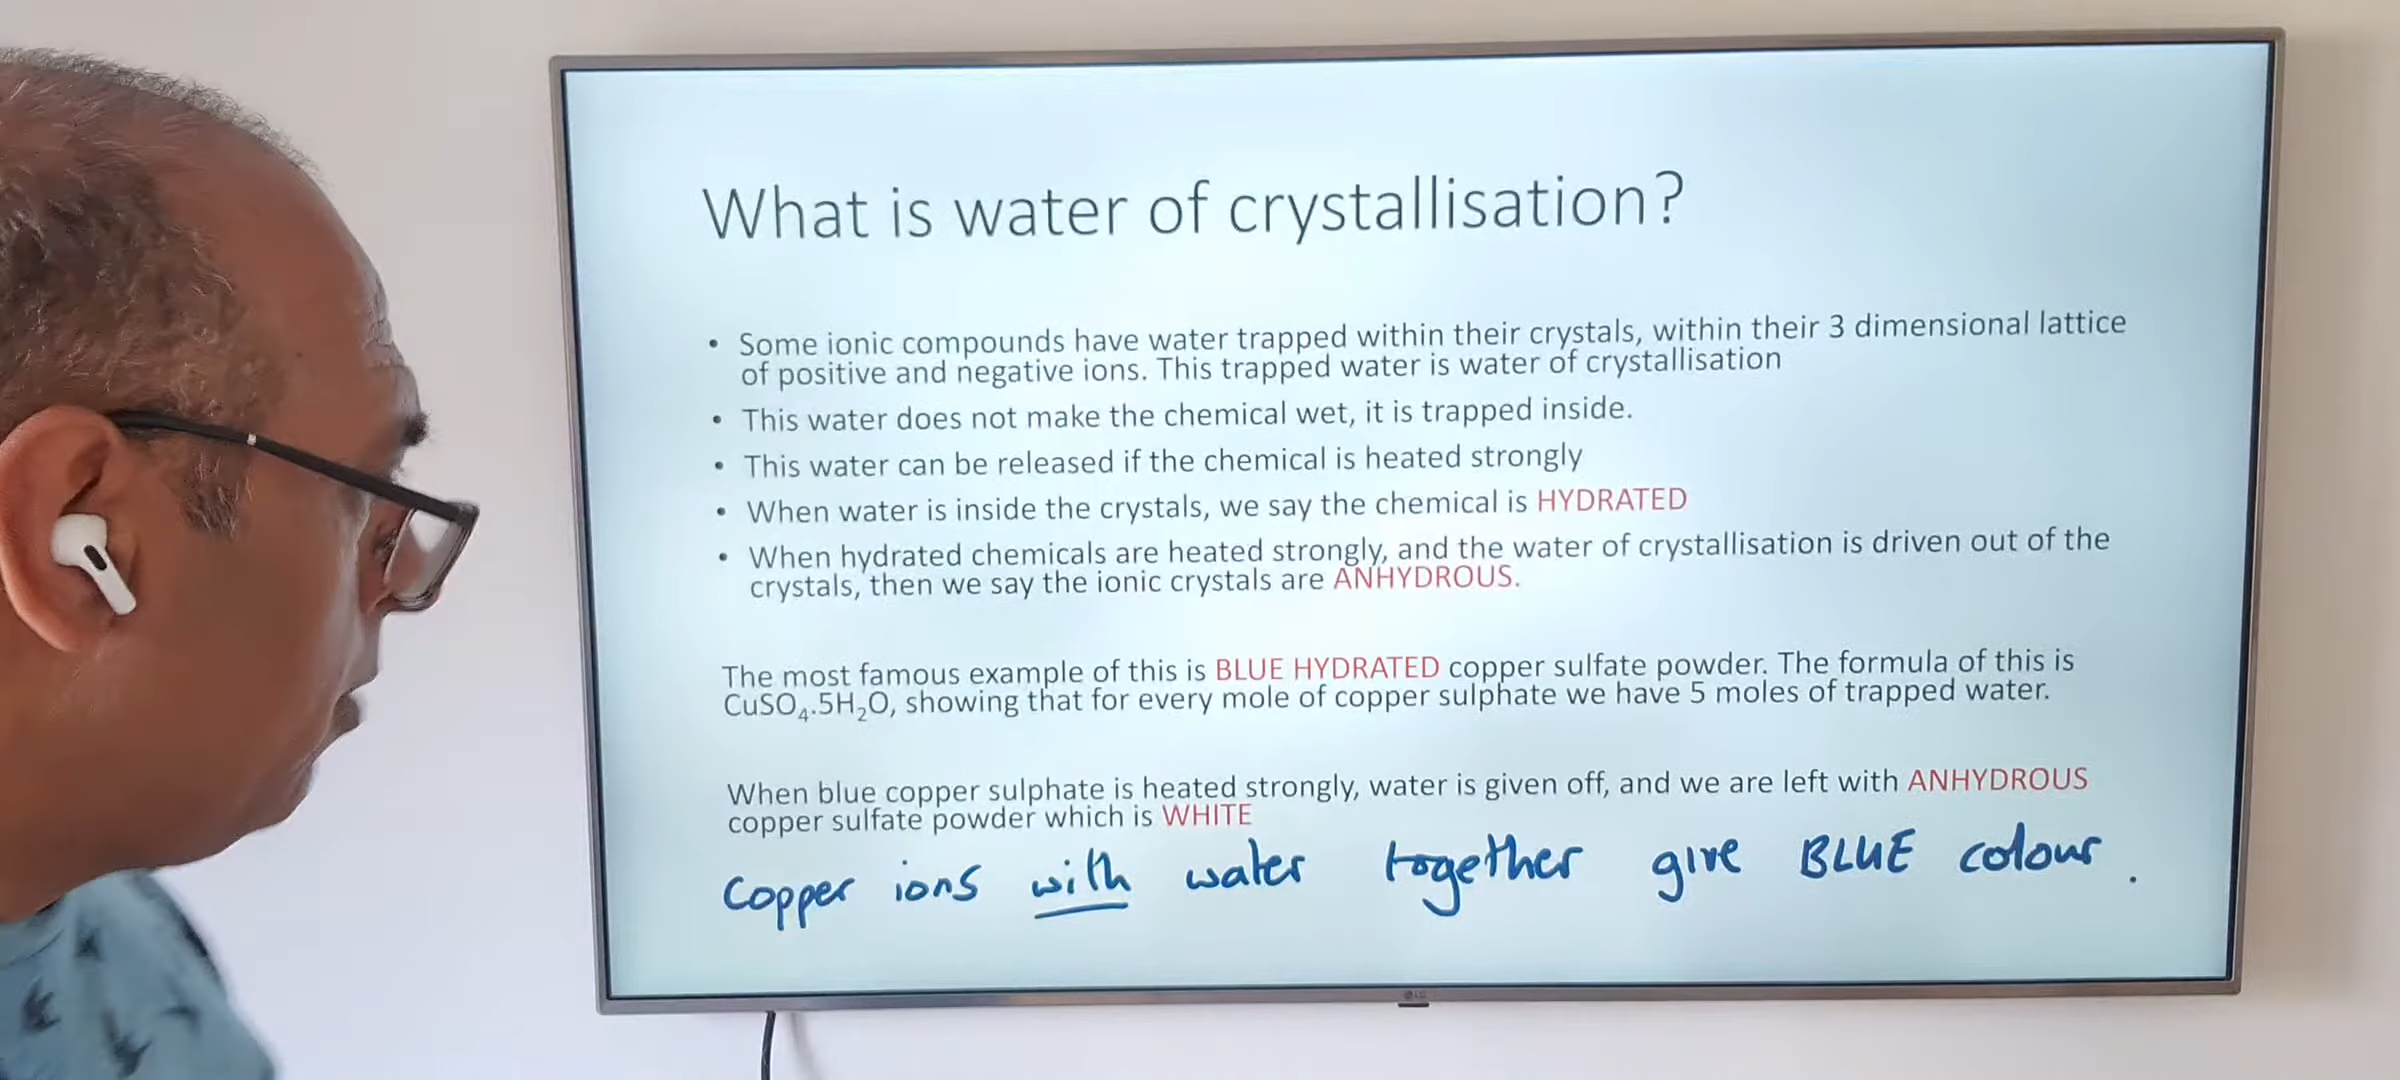 What is water of crystallisation?
• Some ionic compounds have water trapped within their crystals, within their 3 dimensional lattice
of positive and negative ions. This trapped water is water of crystallisation
• This water does not make the chemical wet, it is trapped inside.
• This water can be released if the chemical is heated strongly
• When water is inside the crystals, we say the chemical is HYDRATED
• When hydrated chemicals are heated strongly, and the water of crystallisation is driven out of the
crystals, then we say the ionic crystals are ANHYDROUS.
The most famous example of this is BLUE HYDRATED copper sulfate powder. The formula of this is
CuSO₄.5H₂O, showing that for every mole of copper sulphate we have 5 moles of trapped water.
When blue copper sulphate is heated strongly, water is given off, and we are left with ANHYDROUS
copper sulfate powder which is WHITE
Copper ions with water together give BLUE colour.
LG